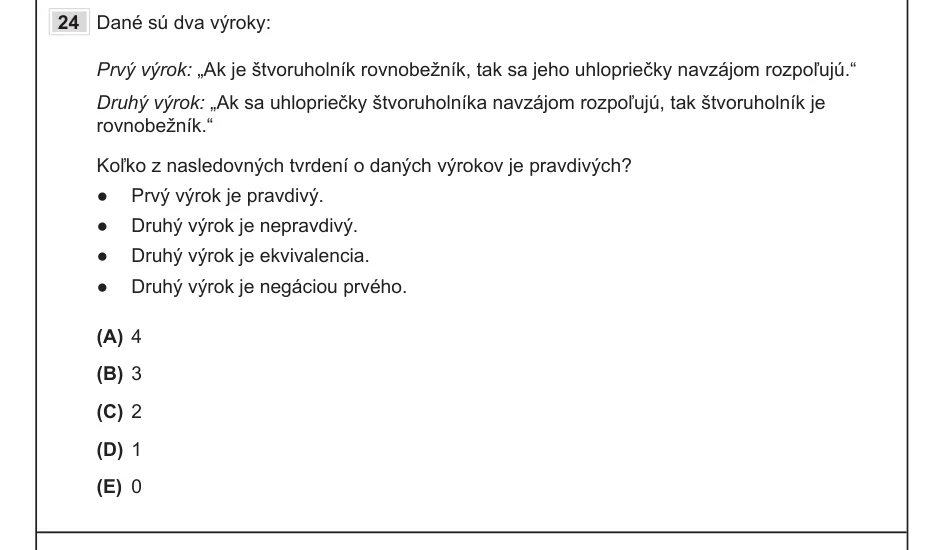 24 Dané sú dva výroky:
Prvý výrok: „Ak je štvoruholník rovnobežník, tak sa jeho uhlopriečky navzájom rozpoľujú.“
Druhý výrok: „Ak sa uhlopriečky štvoruholníka navzájom rozpoľujú, tak štvoruholník je
rovnobežník.“
Koľko z nasledovných tvrdení o daných výrokov je pravdivých?
● Prvý výrok je pravdivý.
● Druhý výrok je nepravdivý.
● Druhý výrok je ekvivalencia.
● Druhý výrok je negáciou prvého.
(A) 4
(B) 3
(C) 2
(D) 1
(E) 0